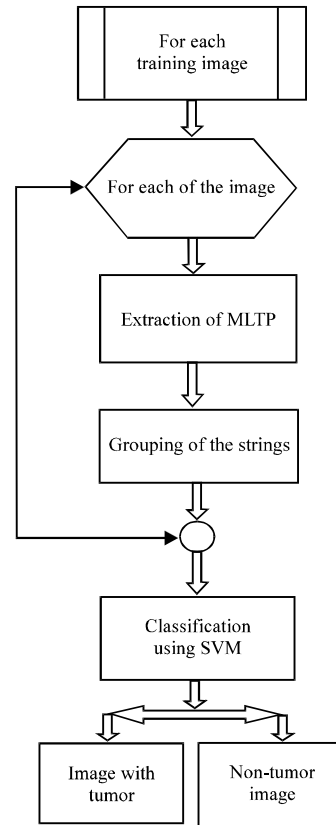 For each
training image
For each of the image
Extraction of MLTP
Grouping of the strings
Classification
using SVM
Image with
tumor
Non-tumor
image